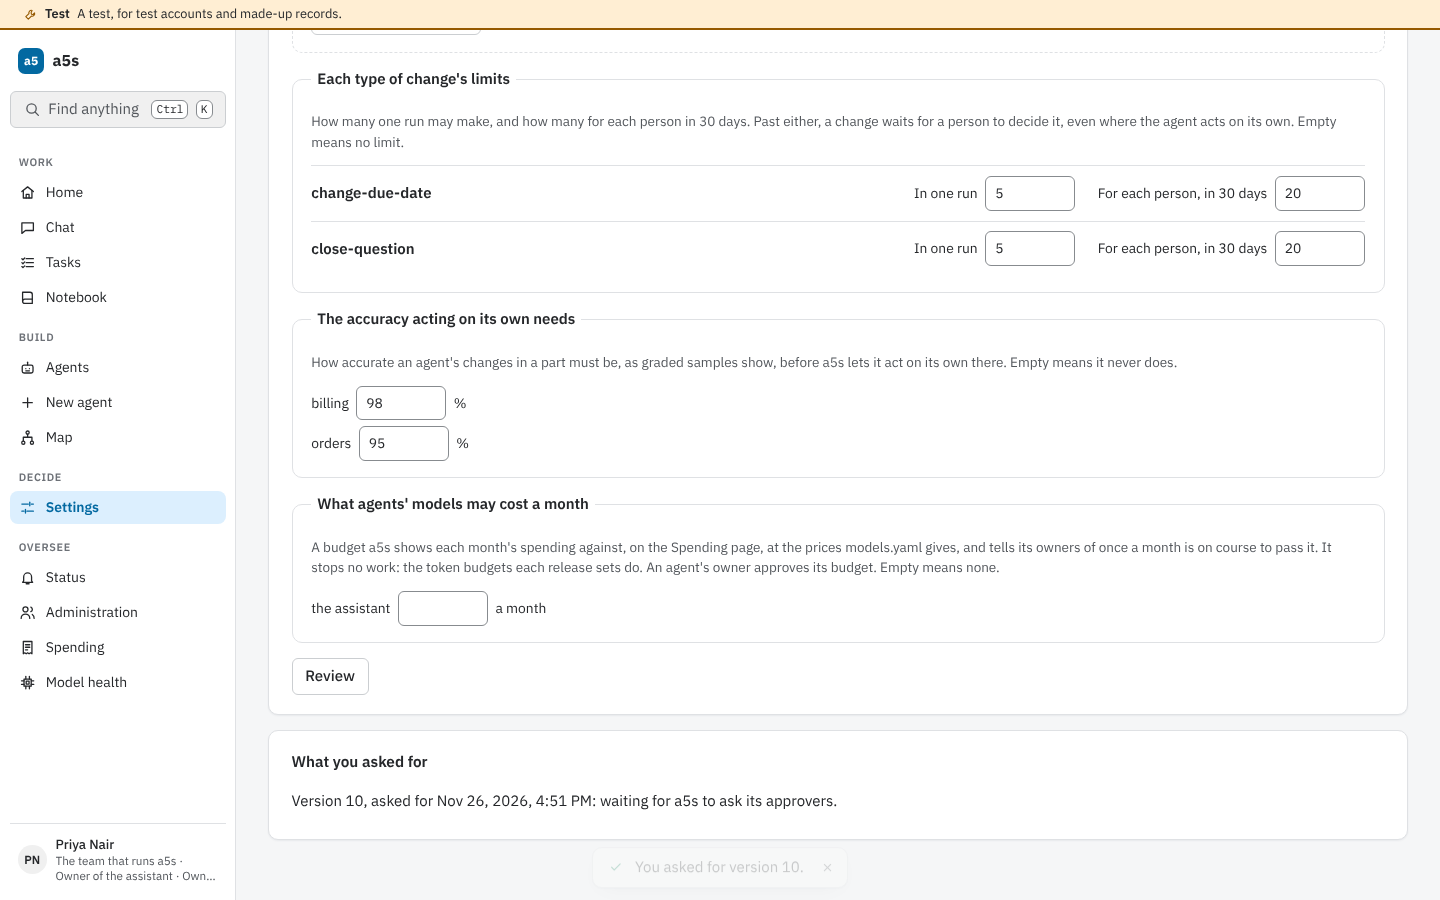 Test A test, for test accounts and made-up records.
a5 a5s
Find anything Ctrl K
WORK
Home
Chat
Tasks
Notebook
BUILD
Agents
New agent
Map
DECIDE
Settings
OVERSEE
Status
Administration
Spending
Model health
PN Priya Nair
The team that runs a5s ·
Owner of the assistant · Own...
Each type of change's limits
How many one run may make, and how many for each person in 30 days. Past either, a change waits for a person to decide it, even where the agent acts on its own. Empty
means no limit.
change-due-date In one run 5 For each person, in 30 days 20
close-question In one run 5 For each person, in 30 days 20
The accuracy acting on its own needs
How accurate an agent's changes in a part must be, as graded samples show, before a5s lets it act on its own there. Empty means it never does.
billing 98 %
orders 95 %
What agents' models may cost a month
A budget a5s shows each month's spending against, on the Spending page, at the prices models.yaml gives, and tells its owners of once a month is on course to pass it. It
stops no work: the token budgets each release sets do. An agent's owner approves its budget. Empty means none.
the assistant a month
Review
What you asked for
Version 10, asked for Nov 26, 2026, 4:51 PM: waiting for a5s to ask its approvers.
You asked for version 10.